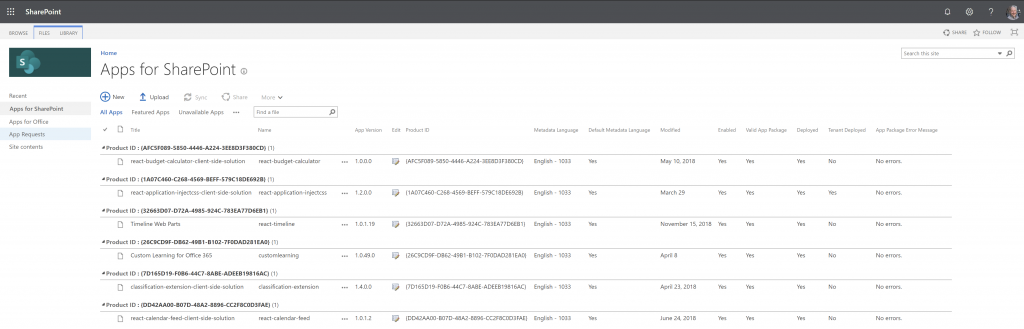 SharePoint
BROWSE FILES LIBRARY SHARE FOLLOW
S
Home
Search this site
Apps for SharePoint
Recent
Apps for SharePoint
Apps for Office
App Requests
Site contents
New Upload Sync Share More
All Apps Featured Apps Unavailable Apps ••• Find a file
Title Name App Version Edit Product ID Metadata Language Default Metadata Language Modified Enabled Valid App Package Deployed Tenant Deployed App Package Error Message
Product ID : {AFC5F089-5850-4446-A224-3EE8D3F380CD} (1)
react-budget-calculator-client-side-solution react-budget-calculator ••• 1.0.0.0 {AFC5F089-5850-4446-A224-3EE8D3F380CD} English - 1033 Yes May 10, 2018 Yes Yes Yes No No errors.
Product ID : {1A07C460-C268-4569-BEFF-579C18DE692B} (1)
react-application-injectcss-client-side-solution react-application-injectcss ••• 1.2.0.0 {1A07C460-C268-4569-BEFF-579C18DE692B} English - 1033 Yes March 29 Yes Yes Yes Yes No errors.
Product ID : {32663D07-D72A-4985-924C-783EA77D6EB1} (1)
Timeline Web Parts react-timeline ••• 1.0.1.19 {32663D07-D72A-4985-924C-783EA77D6EB1} English - 1033 Yes November 15, 2018 Yes Yes Yes No No errors.
Product ID : {26C9CD9F-DB62-49B1-B102-7F0DAD281EA0} (1)
Custom Learning for Office 365 customlearning ••• 1.0.49.0 {26C9CD9F-DB62-49B1-B102-7F0DAD281EA0} English - 1033 Yes April 8 Yes Yes Yes No No errors.
Product ID : {7D165D19-F0B6-44C7-8ABE-ADEEB19816AC} (1)
classification-extension-client-side-solution classification-extension ••• 1.4.0.0 {7D165D19-F0B6-44C7-8ABE-ADEEB19816AC} English - 1033 Yes April 23, 2018 Yes Yes Yes No No errors.
Product ID : {DD42AA00-B07D-48A2-8896-CC2F8C0D3FAE} (1)
react-calendar-feed-client-side-solution react-calendar-feed ••• 1.0.1.2 {DD42AA00-B07D-48A2-8896-CC2F8C0D3FAE} English - 1033 Yes June 24, 2018 Yes Yes Yes No No errors.